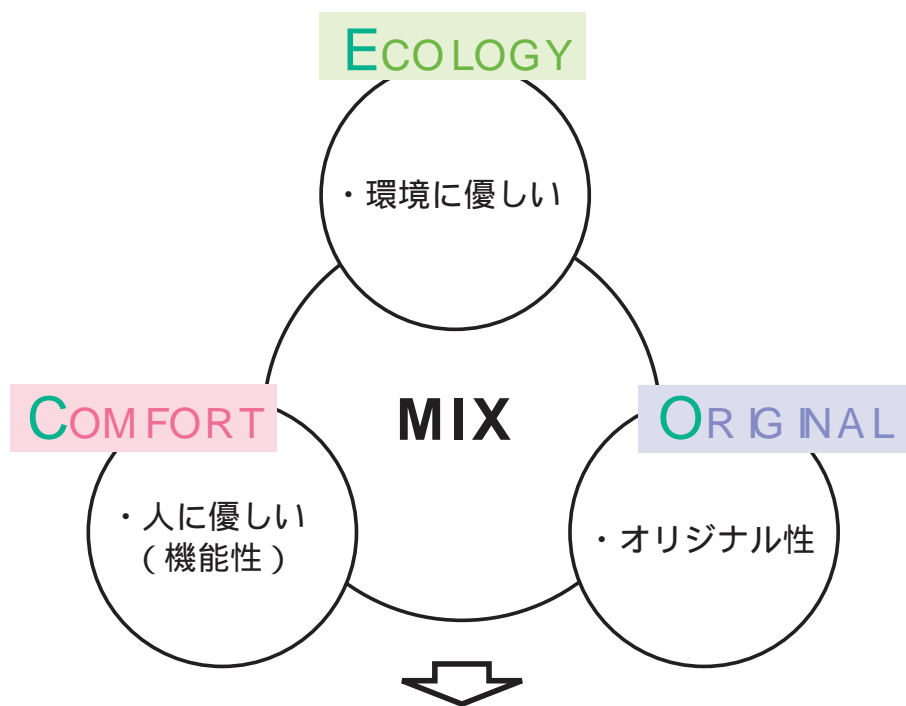 ECOLOGY
・環境に優しい
MIX
COMFORT
・人に優しい
(機能性)
ORIGINAL
・オリジナル性